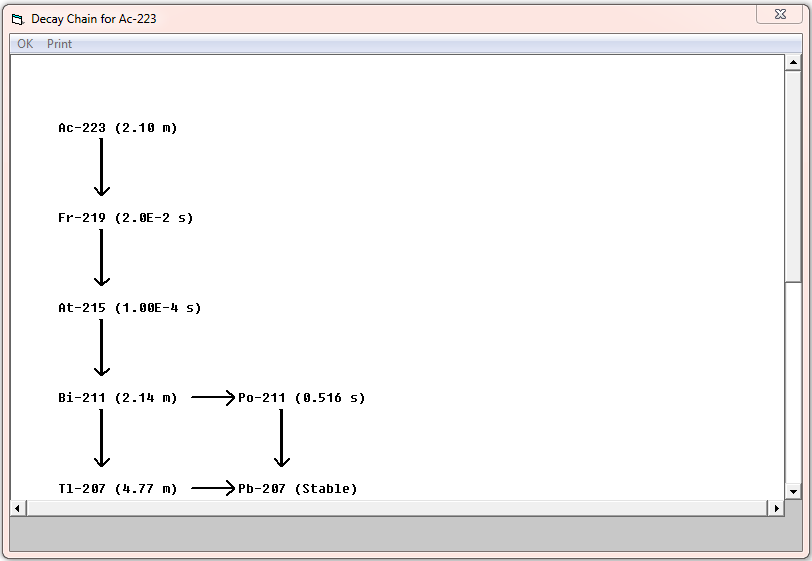 Decay Chain for Ac-223
OK Print
Ac-223 (2.10 m)
Fr-219 (2.0E-2 s)
At-215 (1.00E-4 s)
Bi-211 (2.14 m) Po-211 (0.516 s)
Tl-207 (4.77 m) Pb-207 (Stable)